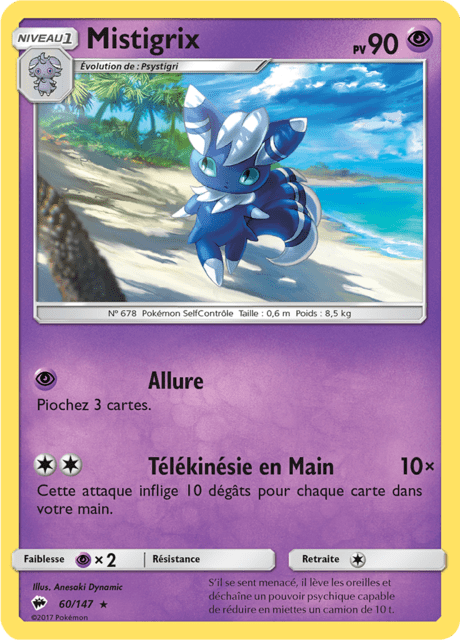 NIVEAU 1
Mistigrix
PV 90
Évolution de : Psystigri
N° 678 Pokémon SelfContrôle Taille : 0,6 m Poids : 8,5 kg
Allure
Piochez 3 cartes.
Télékinésie en Main 10×
Cette attaque inflige 10 dégâts pour chaque carte dans
votre main.
Faiblesse ×2 Résistance Retraite
Illus. Anesaki Dynamic
60/147 ★
©2017 Pokémon
S'il se sent menacé, il lève les oreilles et
déchaîne un pouvoir psychique capable
de réduire en miettes un camion de 10 t.